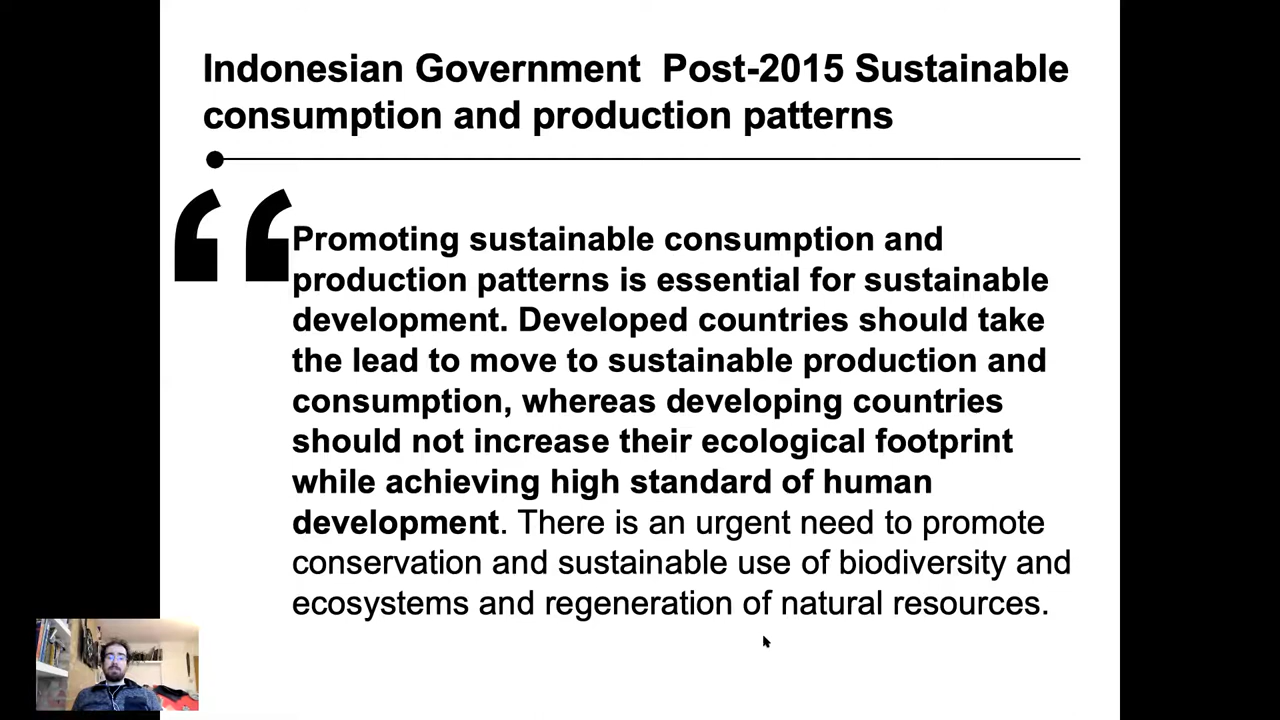 Indonesian Government  Post-2015 Sustainable
consumption and production patterns
“
Promoting sustainable consumption and
production patterns is essential for sustainable
development. Developed countries should take
the lead to move to sustainable production and
consumption, whereas developing countries
should not increase their ecological footprint
while achieving high standard of human
development. There is an urgent need to promote
conservation and sustainable use of biodiversity and
ecosystems and regeneration of natural resources.